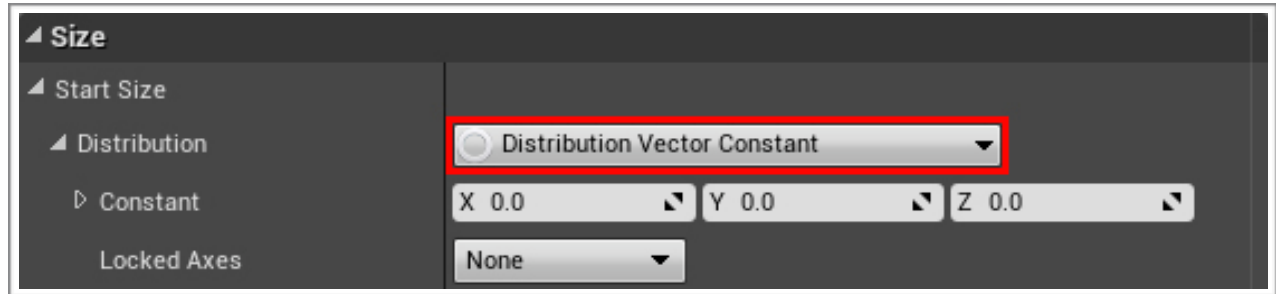 Size
Start Size
Distribution Distribution Vector Constant
Constant X 0.0 Y 0.0 Z 0.0
Locked Axes None